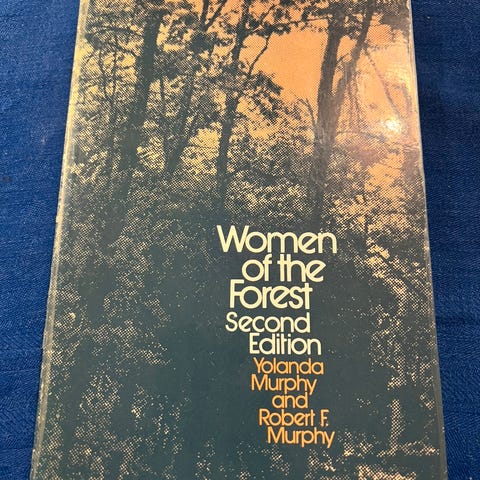 Women
of the
Forest
Second
Edition
Yolanda
Murphy
and
Robert F.
Murphy